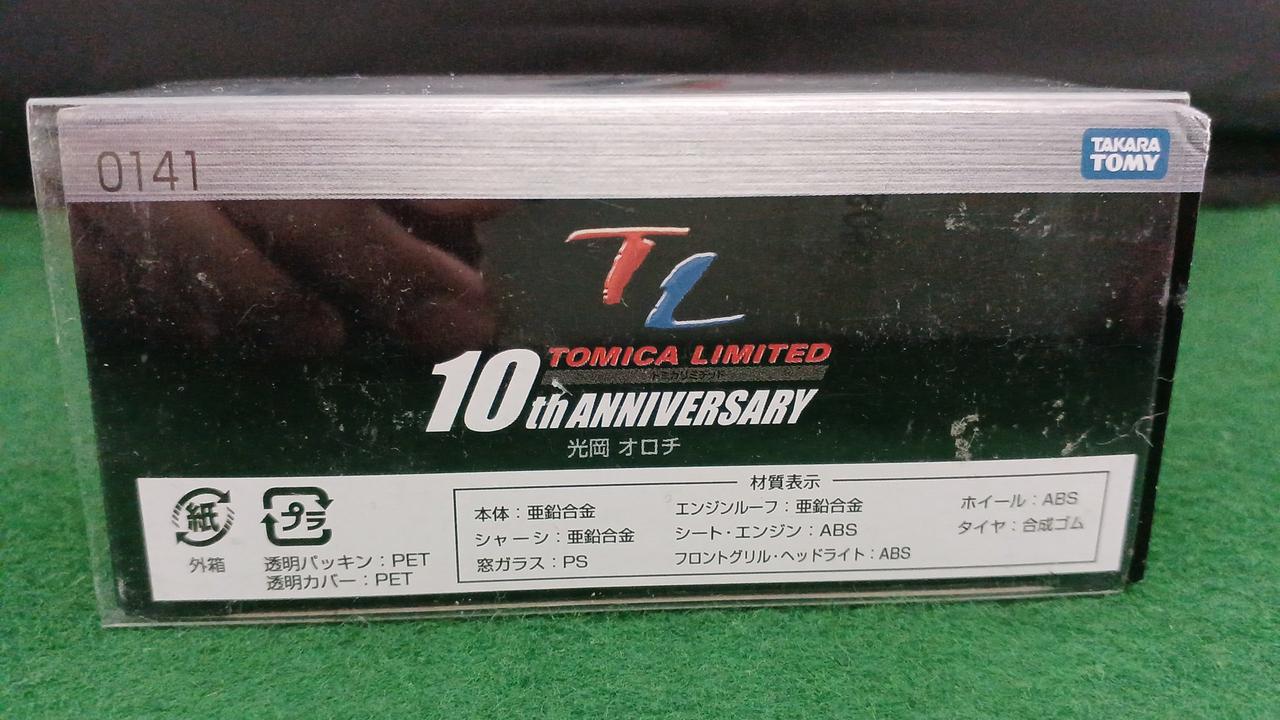 0141
TAKARA
TOMY
TL
TOMICA LIMITED
トミカリミテッド
10th ANNIVERSARY
光岡 オロチ
材質表示
紙
外箱
プラ
透明パッキン：PET
透明カバー：PET
本体：亜鉛合金
シャーシ：亜鉛合金
窓ガラス：PS
エンジンルーフ：亜鉛合金
シート・エンジン：ABS
フロントグリル・ヘッドライト：ABS
ホイール：ABS
タイヤ：合成ゴム